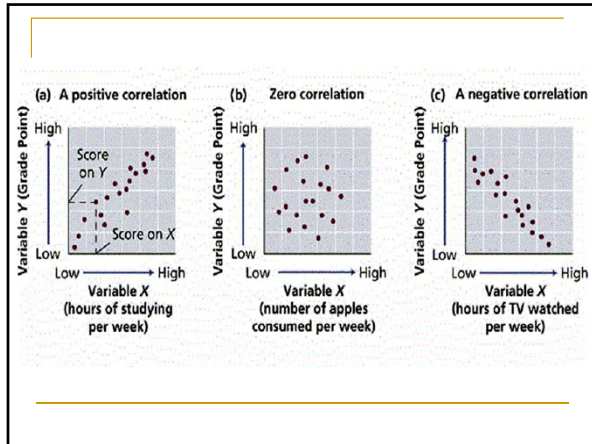 (a) A positive correlation
High
Variable Y (Grade Point)
Score
on Y
Score on X
Low
Low
High
Variable X
(hours of studying
per week)
(b) Zero correlation
High
Variable Y (Grade Point)
Low
Low
High
Variable X
(number of apples
consumed per week)
(c) A negative correlation
High
Variable Y (Grade Point)
Low
Low
High
Variable X
(hours of TV watched
per week)